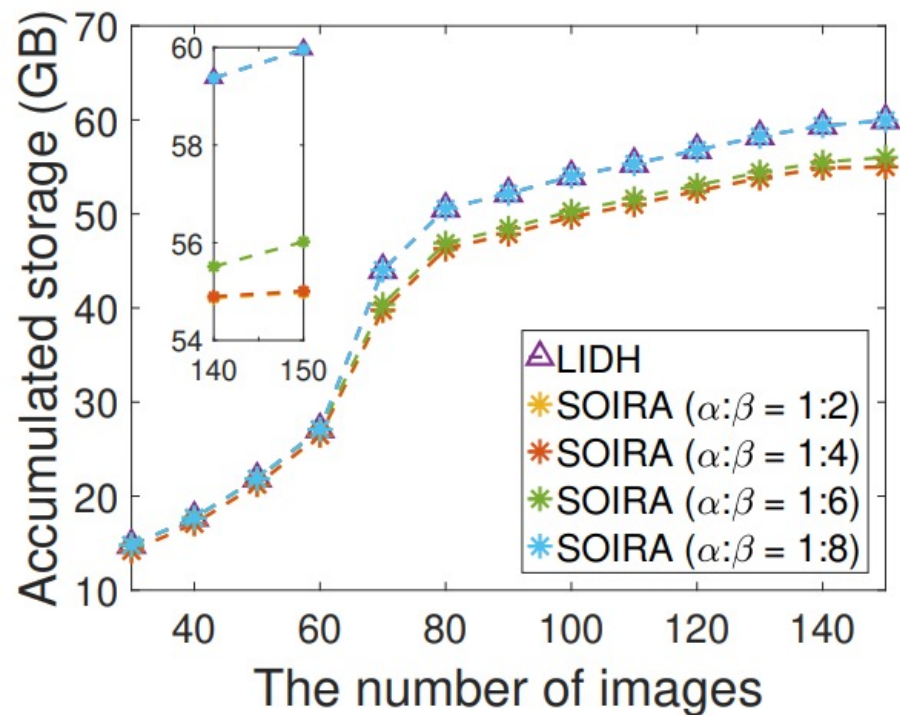 Accumulated storage (GB)
70
60
50
40
30
20
10
60
58
56
54
140 150
LIDH
SOIRA (α:β = 1:2)
SOIRA (α:β = 1:4)
SOIRA (α:β = 1:6)
SOIRA (α:β = 1:8)
40 60 80 100 120 140
The number of images